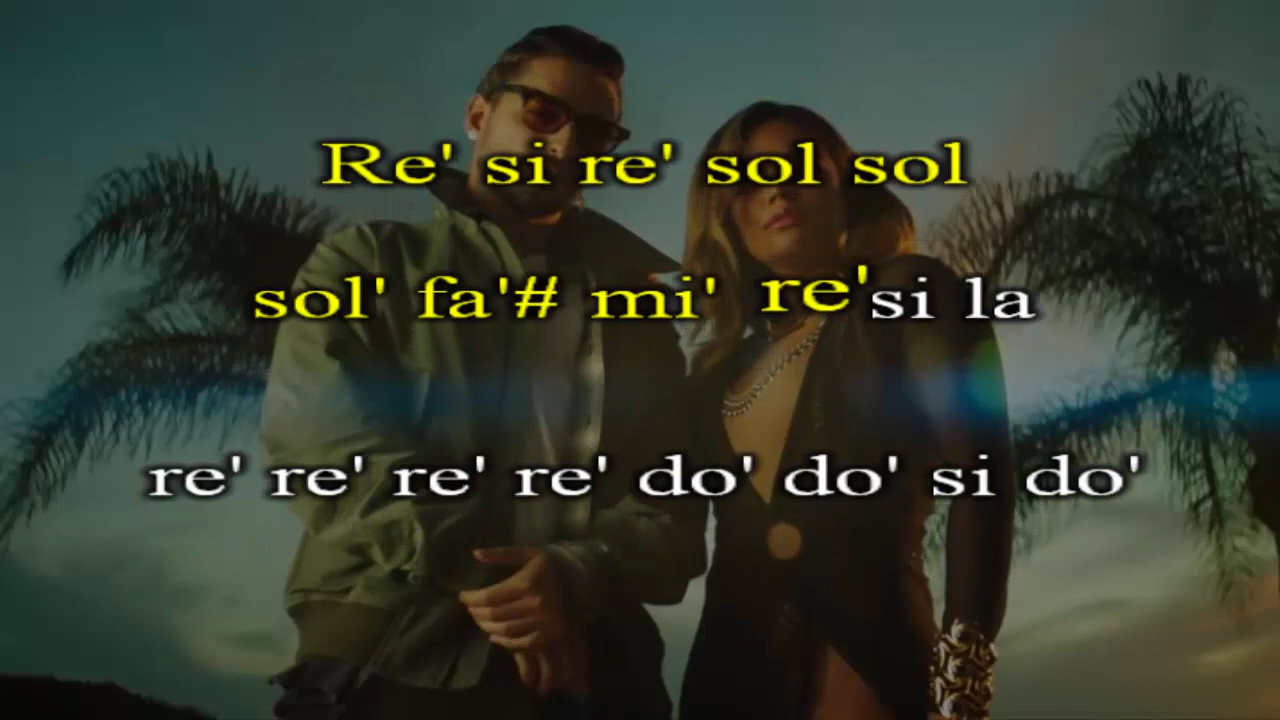 Re' si re' sol sol
sol' fa'# mi' re' si la
re' re' re' re' do' do' si do'